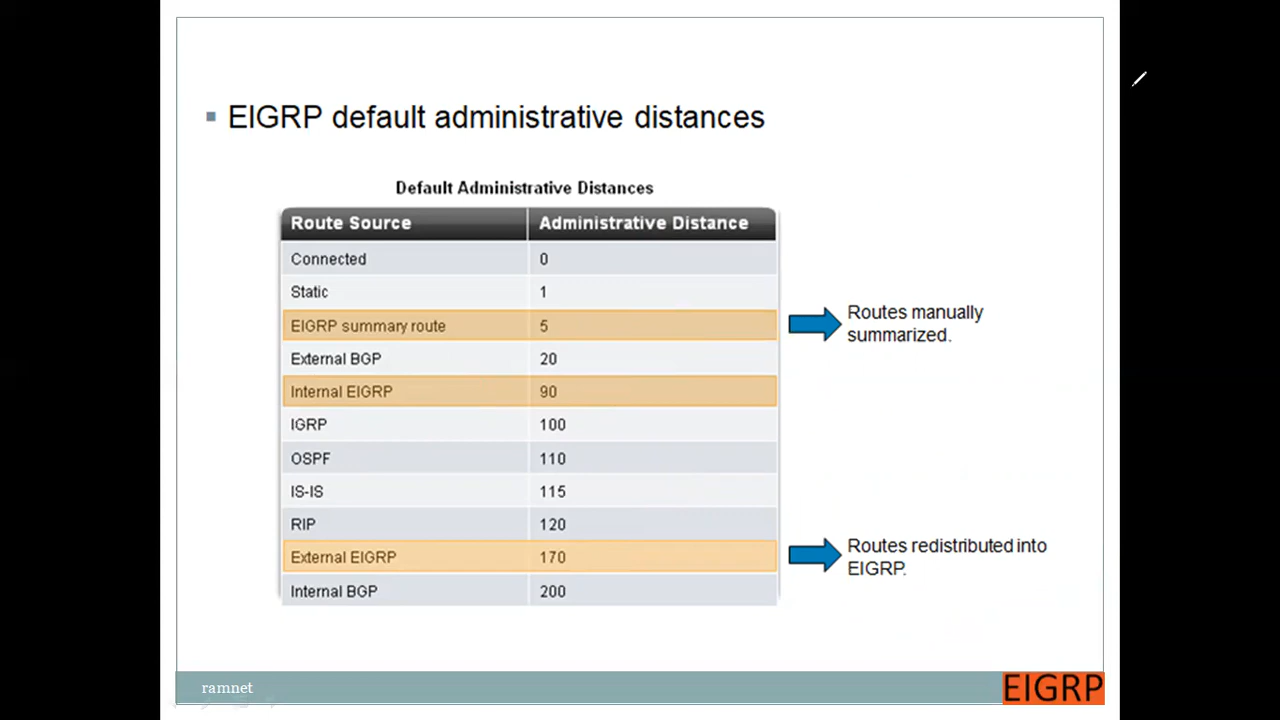 EIGRP default administrative distances
Default Administrative Distances
Route Source Administrative Distance
Connected 0
Static 1
EIGRP summary route 5
Routes manually
summarized.
External BGP 20
Internal EIGRP 90
IGRP 100
OSPF 110
IS-IS 115
RIP 120
External EIGRP 170
Routes redistributed into
EIGRP.
Internal BGP 200
ramnet
EIGRP